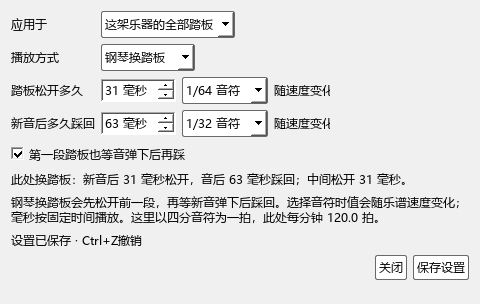 应用于 这架乐器的全部踏板
播放方式 钢琴换踏板
踏板松开多久 31 毫秒 1/64 音符 随速度变化
新音后多久踩回 63 毫秒 1/32 音符 随速度变化
第一段踏板也等音弹下后再踩
此处换踏板：新音后 31 毫秒松开，音后 63 毫秒踩回；中间松开 31 毫秒。
钢琴换踏板会先松开前一段，再等新音弹下后踩回。选择音符时值会随乐谱速度变化；
毫秒按固定时间播放。这里以四分音符为一拍，此处每分钟 120.0 拍。
设置已保存 · Ctrl+Z撤销
关闭 保存设置